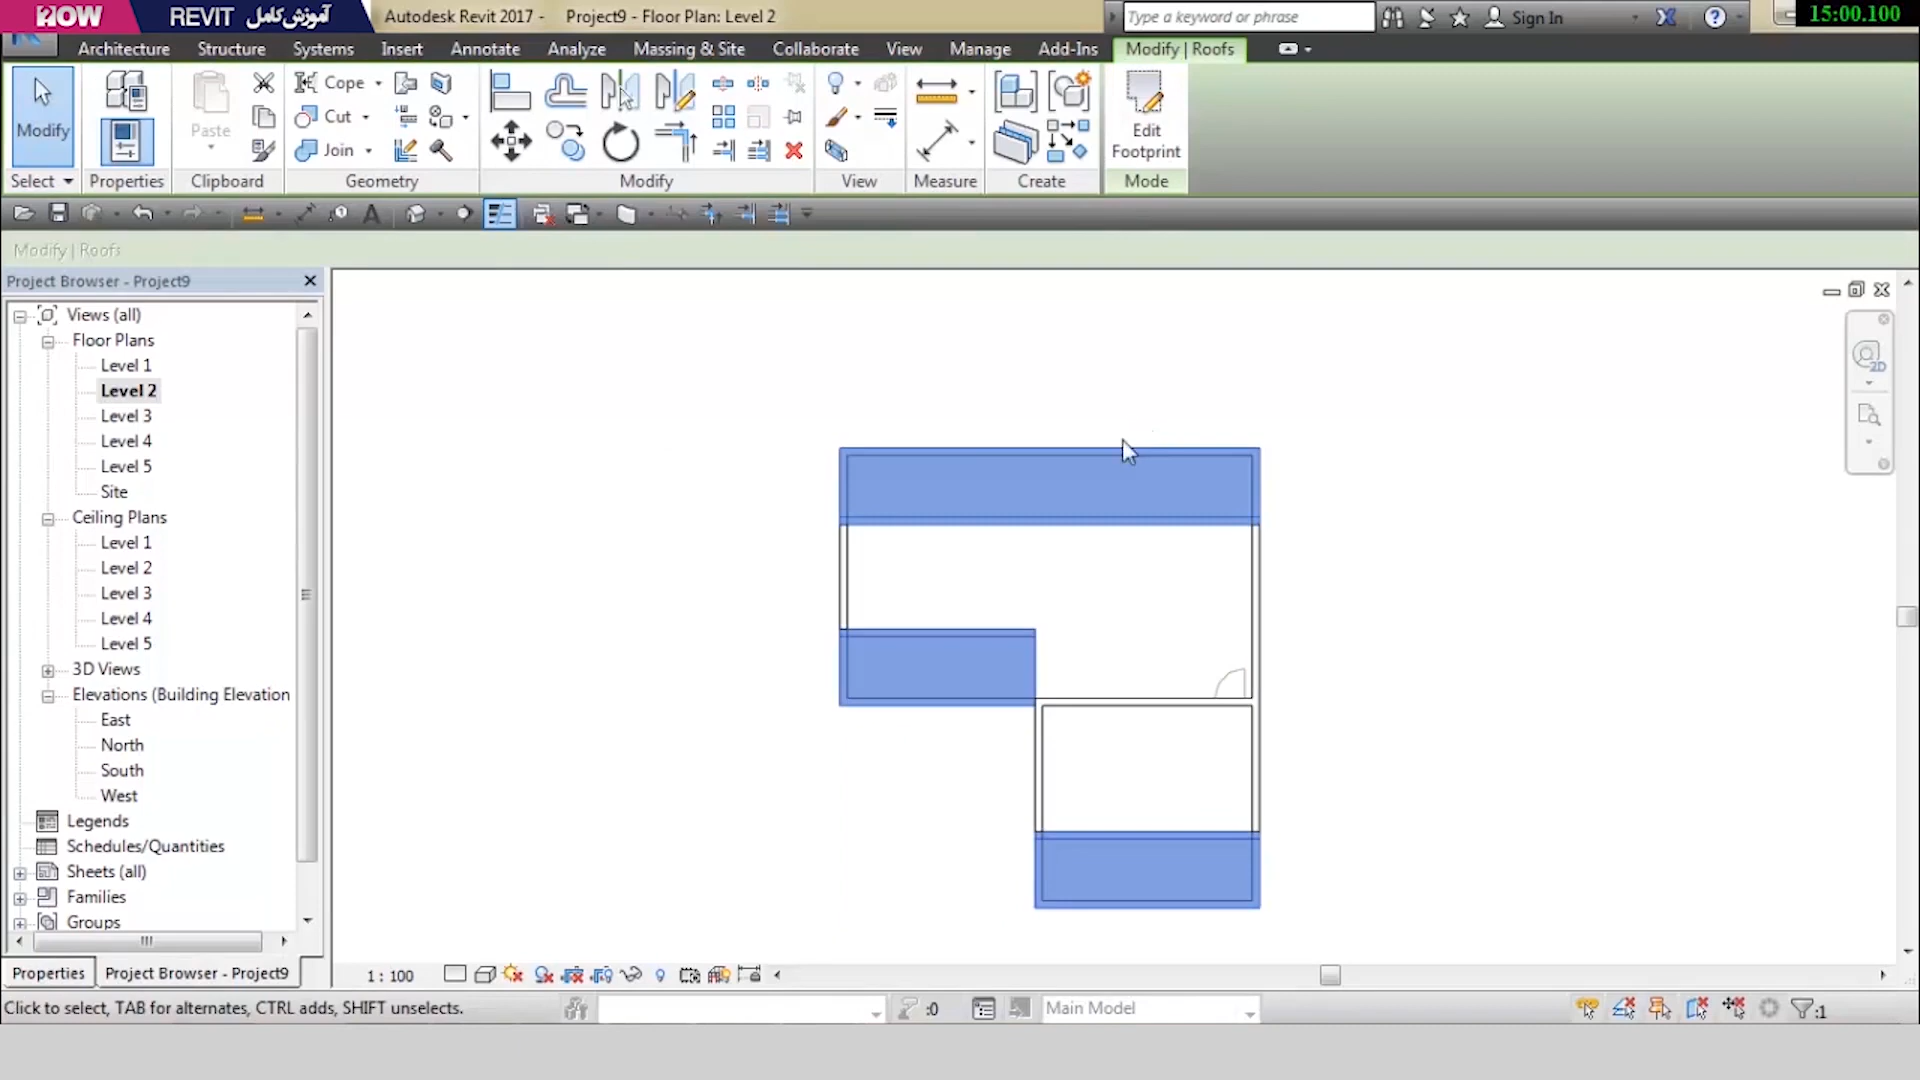 2NOW
REVIT آموزش کامل
Autodesk Revit 2017 - Project9 - Floor Plan: Level 2
Type a keyword or phrase
Sign In
15:00.100
Architecture Structure Systems Insert Annotate Analyze Massing & Site Collaborate View Manage Add-Ins Modify | Roofs
Modify
Paste
Cope
Cut
Join
Edit
Footprint
Select Properties Clipboard Geometry Modify View Measure Create Mode
Modify | Roofs
Project Browser - Project9
Views (all)
Floor Plans
Level 1
Level 2
Level 3
Level 4
Level 5
Site
Ceiling Plans
Level 1
Level 2
Level 3
Level 4
Level 5
3D Views
Elevations (Building Elevation
East
North
South
West
Legends
Schedules/Quantities
Sheets (all)
Families
Groups
2D
Properties Project Browser - Project9
1 : 100
Click to select, TAB for alternates, CTRL adds, SHIFT unselects.
:0
Main Model
:1